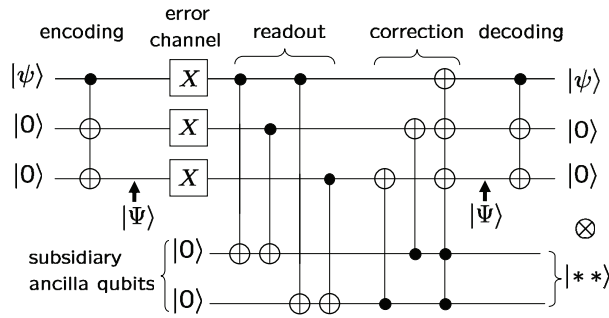 encoding error channel readout correction decoding
|ψ⟩ X |ψ⟩
|0⟩ X |0⟩
|0⟩ X |0⟩
|Ψ⟩ |Ψ⟩
⊗
subsidiary ancilla qubits |0⟩ |**⟩
|0⟩